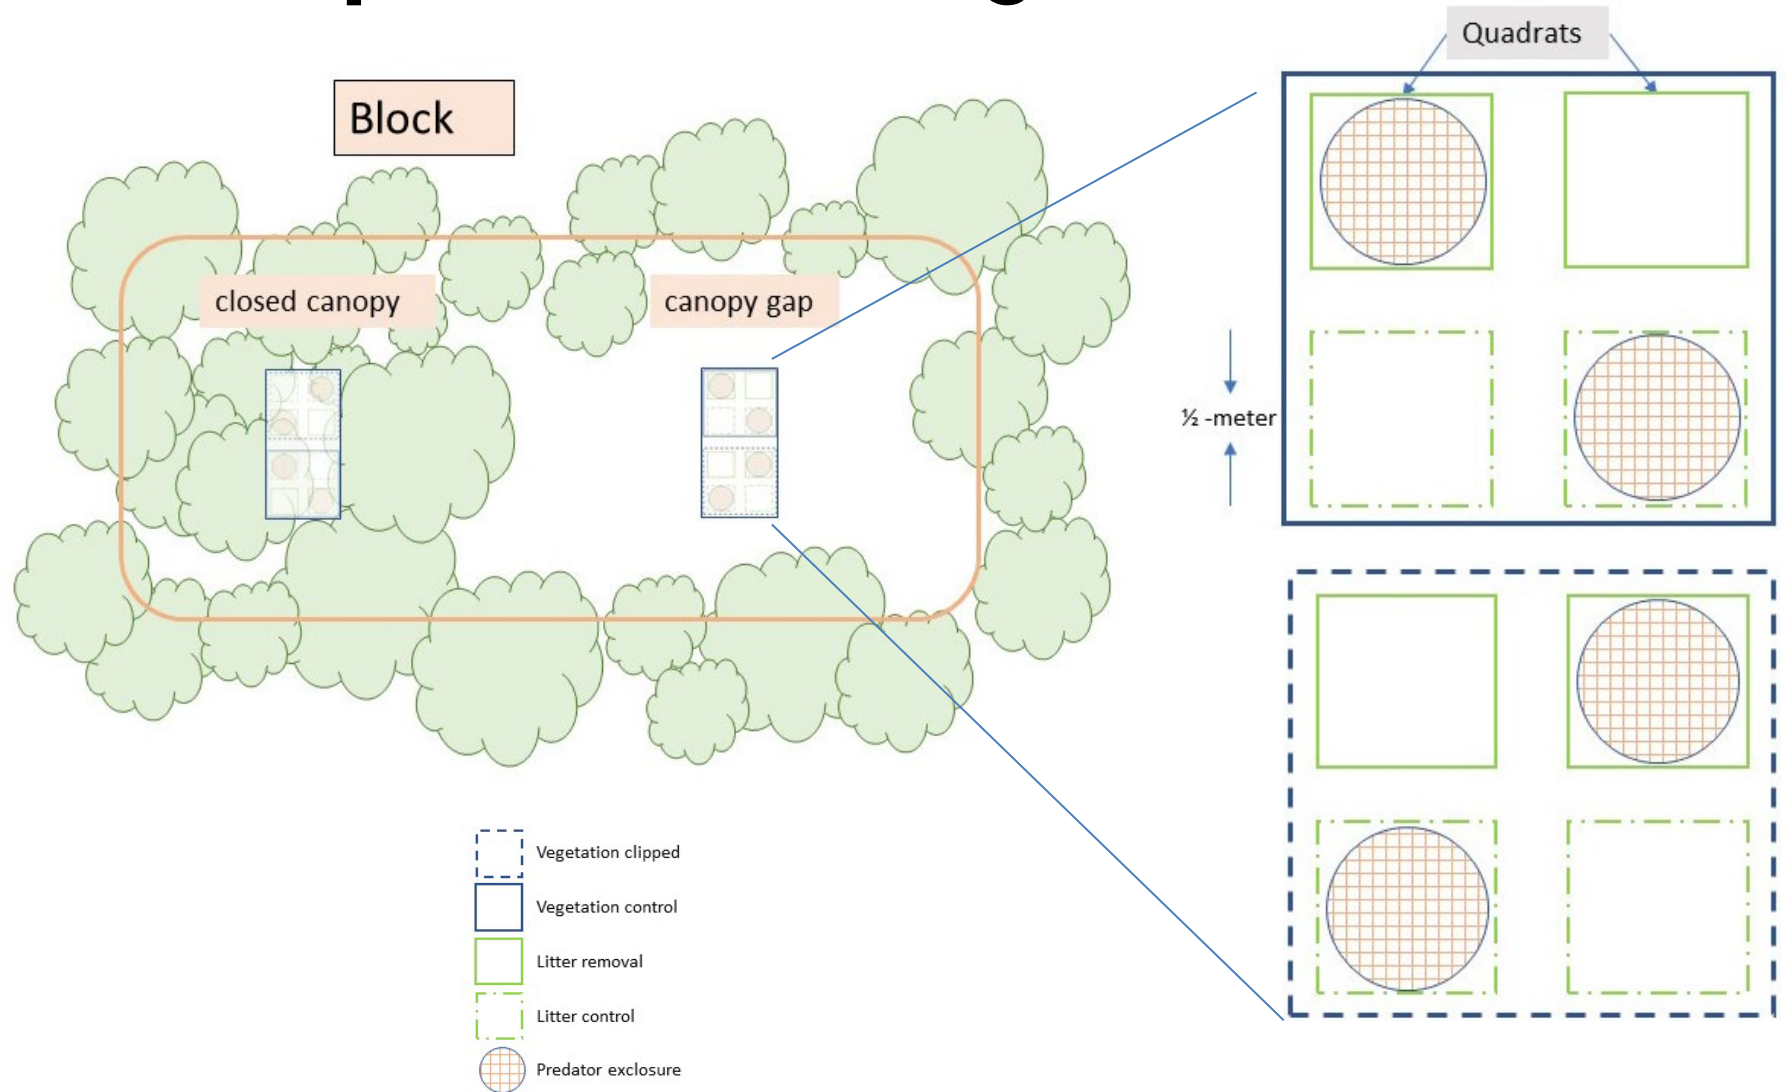 Quadrats
Block
closed canopy
canopy gap
½ -meter
Vegetation clipped
Vegetation control
Litter removal
Litter control
Predator exclosure